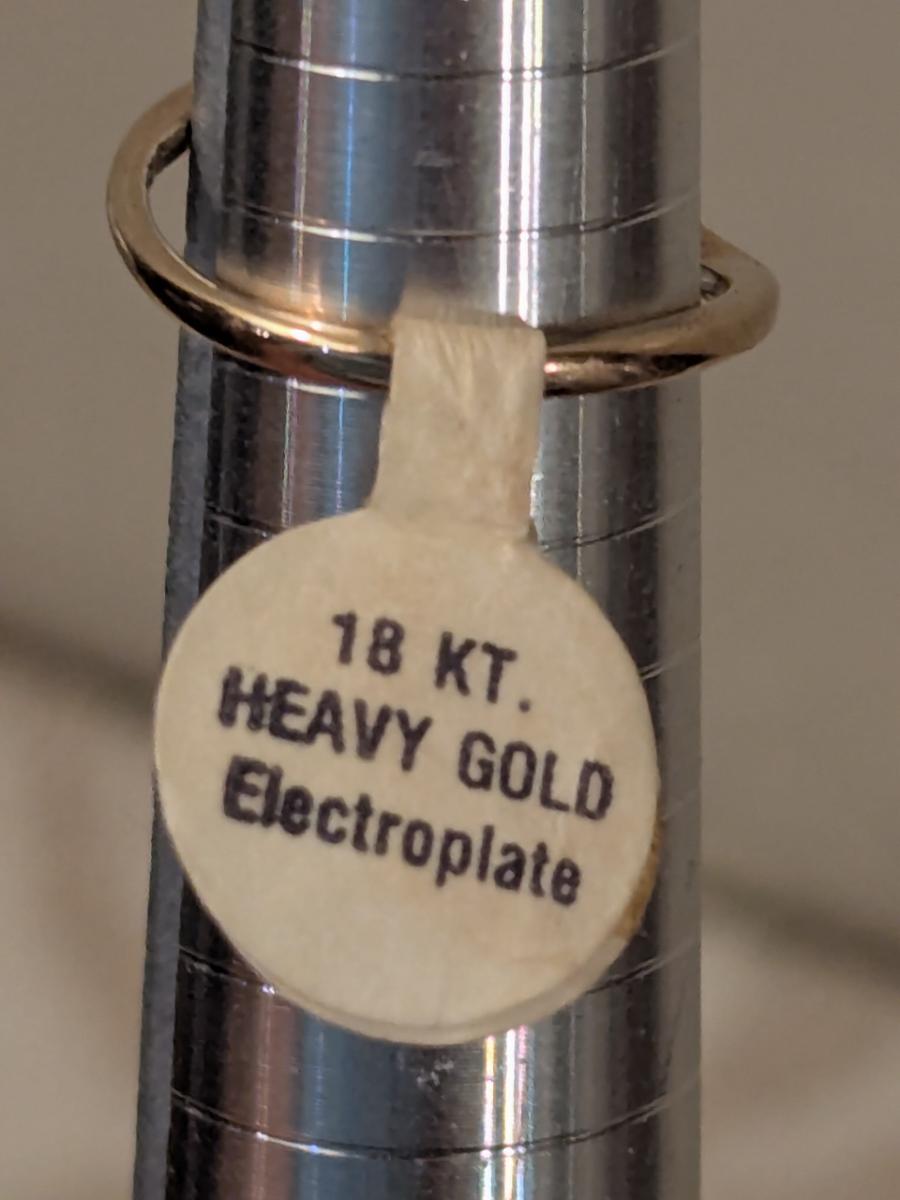 18 KT.
HEAVY GOLD
Electroplate